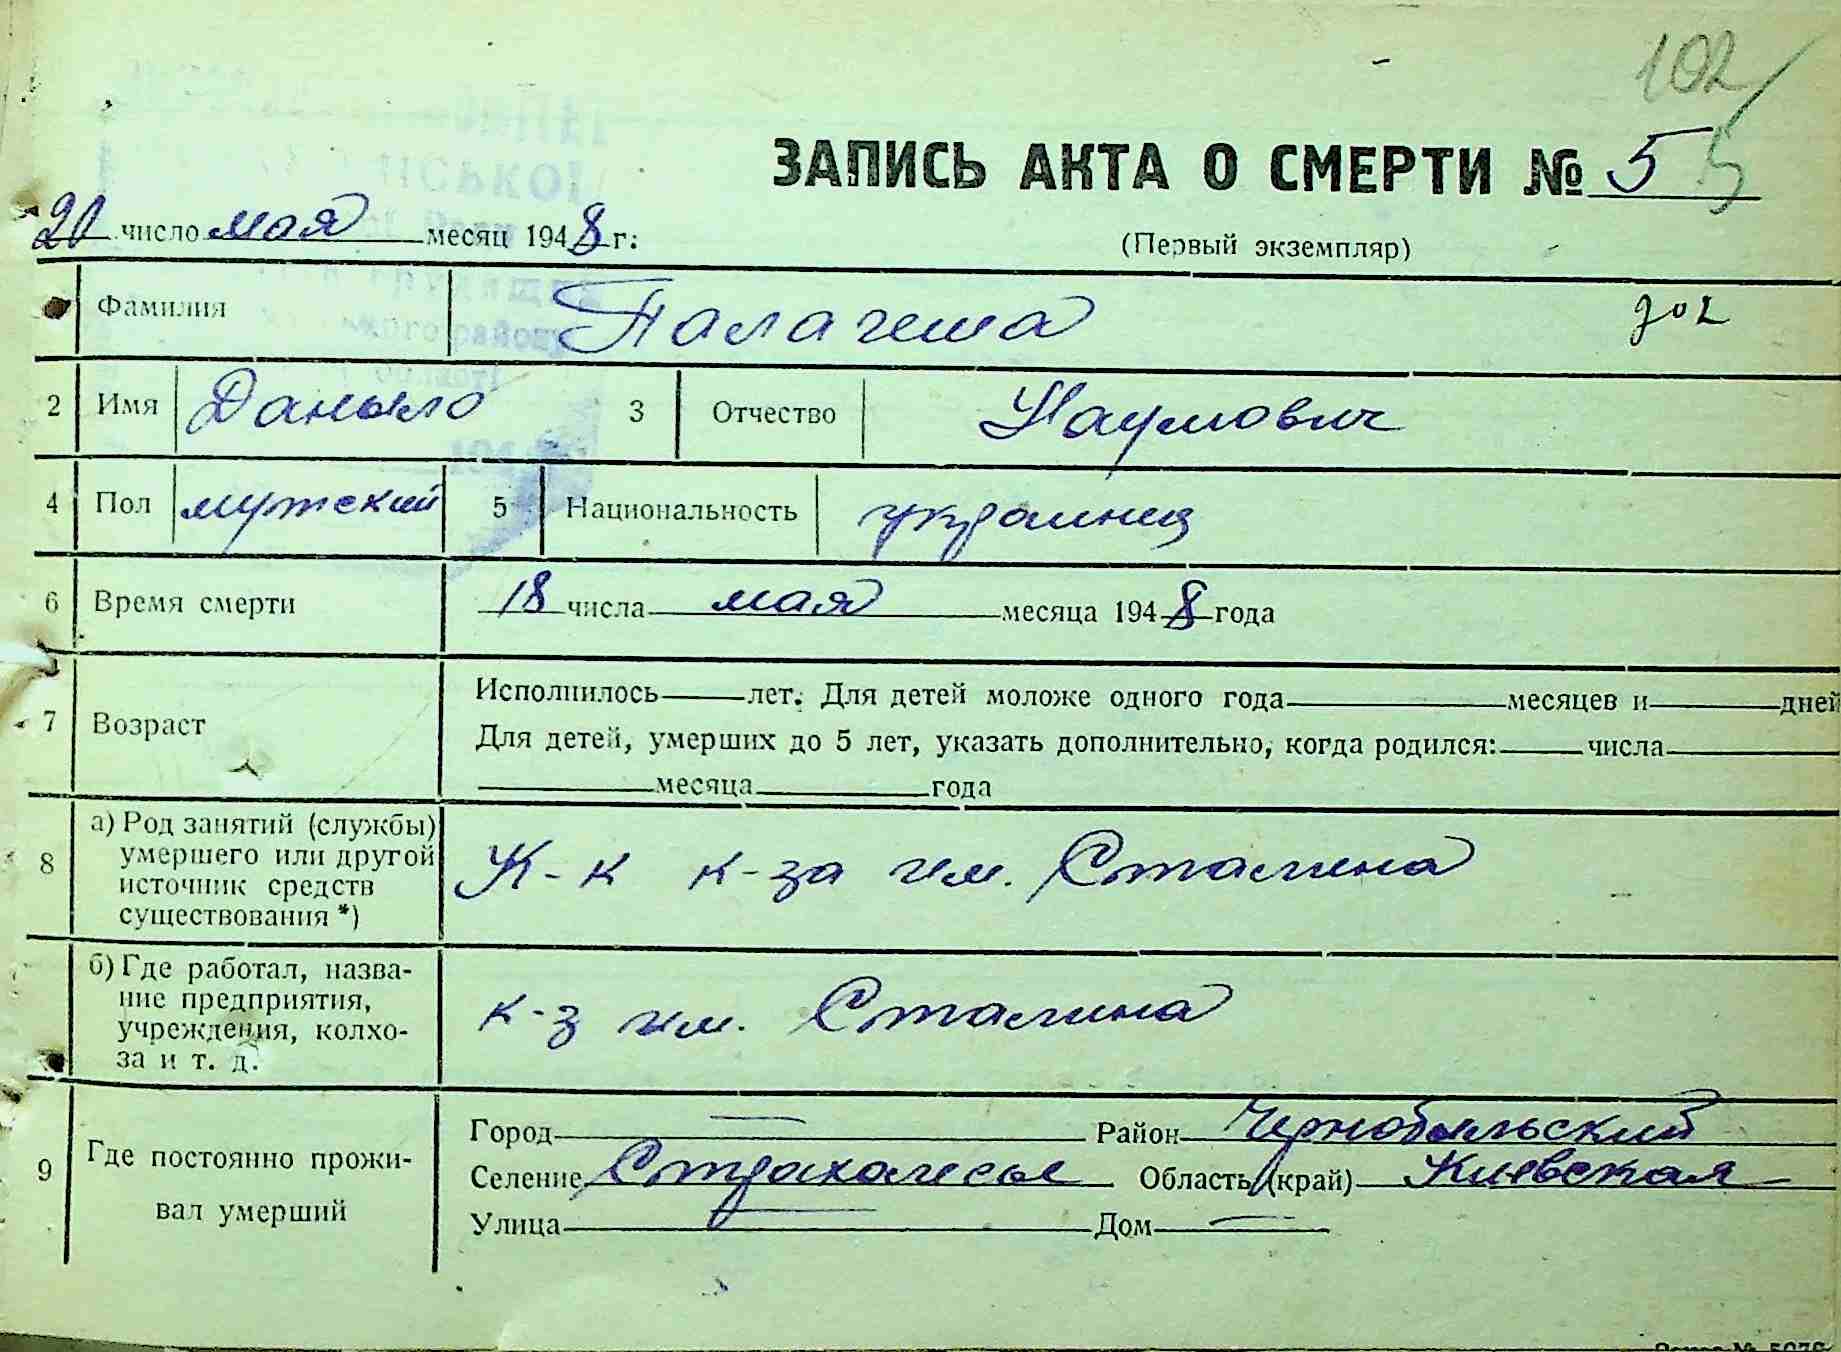 102/5
ЗАПИСЬ АКТА О СМЕРТИ № 5
20 число мая месяц 1948 г.
(Первый экземпляр)
Фамилия Палагеша
2 Имя Даныло 3 Отчество Наумович
4 Пол мужский 5 Национальность украинец
6 Время смерти 18 числа мая месяца 1948 года
7 Возраст
Исполнилось лет. Для детей моложе одного года месяцев и дней
Для детей, умерших до 5 лет, указать дополнительно, когда родился: числа
месяца года
8 а) Род занятий (службы)
умершего или другой
источник средств
существования *)
К-к к-за им. Сталина
б) Где работал, назва-
ние предприятия,
учреждения, колхо-
за и т. д.
к-з им. Сталина
9 Где постоянно прожи-
вал умерший
Город — Район Чернобыльский
Селение Страхолесье Область (край) Киевская
Улица — Дом —